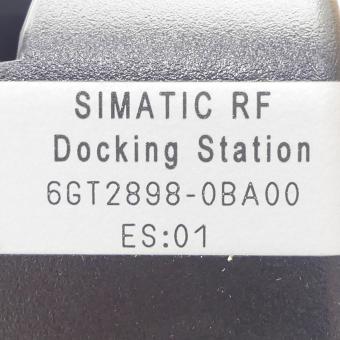 SIMATIC RF
Docking Station
6GT2898-0BA00
ES:01